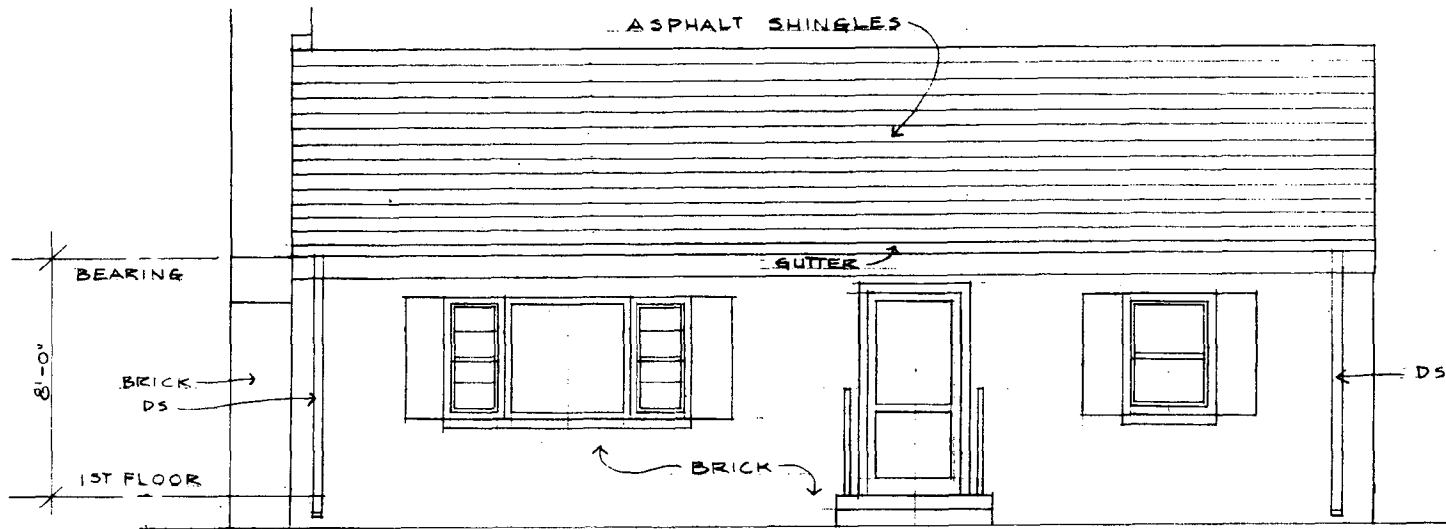 ASPHALT SHINGLES
GUTTER
BEARING
8'-0"
BRICK
DS
DS
1ST FLOOR
BRICK